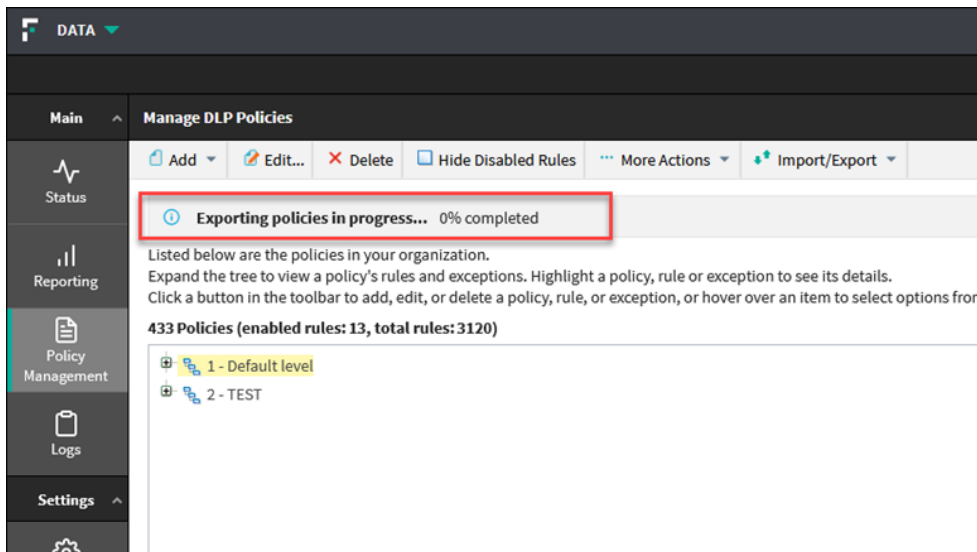 DATA
Main
Manage DLP Policies
Add Edit... Delete Hide Disabled Rules More Actions Import/Export
Status
Exporting policies in progress... 0% completed
Listed below are the policies in your organization.
Expand the tree to view a policy's rules and exceptions. Highlight a policy, rule or exception to see its details.
Click a button in the toolbar to add, edit, or delete a policy, rule, or exception, or hover over an item to select options from
Reporting
433 Policies (enabled rules: 13, total rules: 3120)
1 - Default level
2 - TEST
Policy
Management
Logs
Settings